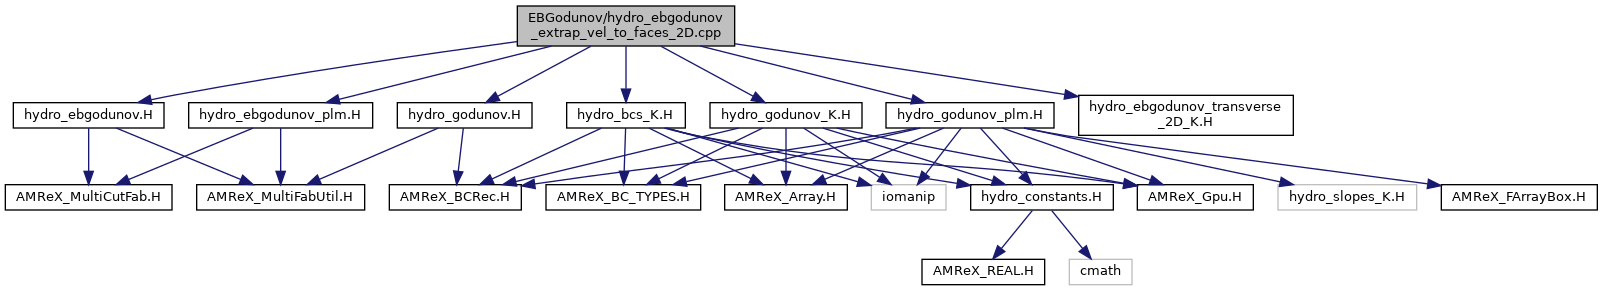 EBGodunov/hydro_ebgodunov
_extrap_vel_to_faces_2D.cpp
hydro_ebgodunov.H
hydro_ebgodunov_plm.H
hydro_godunov.H
hydro_bcs_K.H
hydro_godunov_K.H
hydro_godunov_plm.H
hydro_ebgodunov_transverse
_2D_K.H
AMReX_MultiCutFab.H
AMReX_MultiFabUtil.H
AMReX_BCRec.H
AMReX_BC_TYPES.H
AMReX_Array.H
iomanip
hydro_constants.H
AMReX_Gpu.H
hydro_slopes_K.H
AMReX_FArrayBox.H
AMReX_REAL.H
cmath